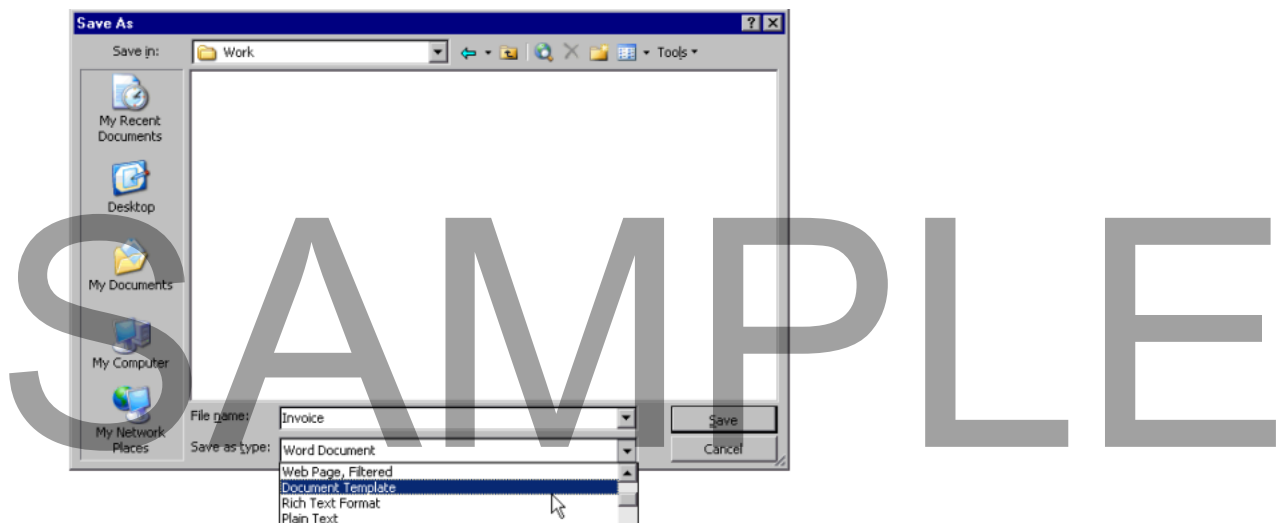 Save As
Save in: Work Tools
My Recent
Documents
Desktop
My Documents
My Computer
My Network
Places
File name: Invoice Save
Save as type: Word Document Cancel
Web Page, Filtered
Document Template
Rich Text Format
Plain Text
SAMPLE